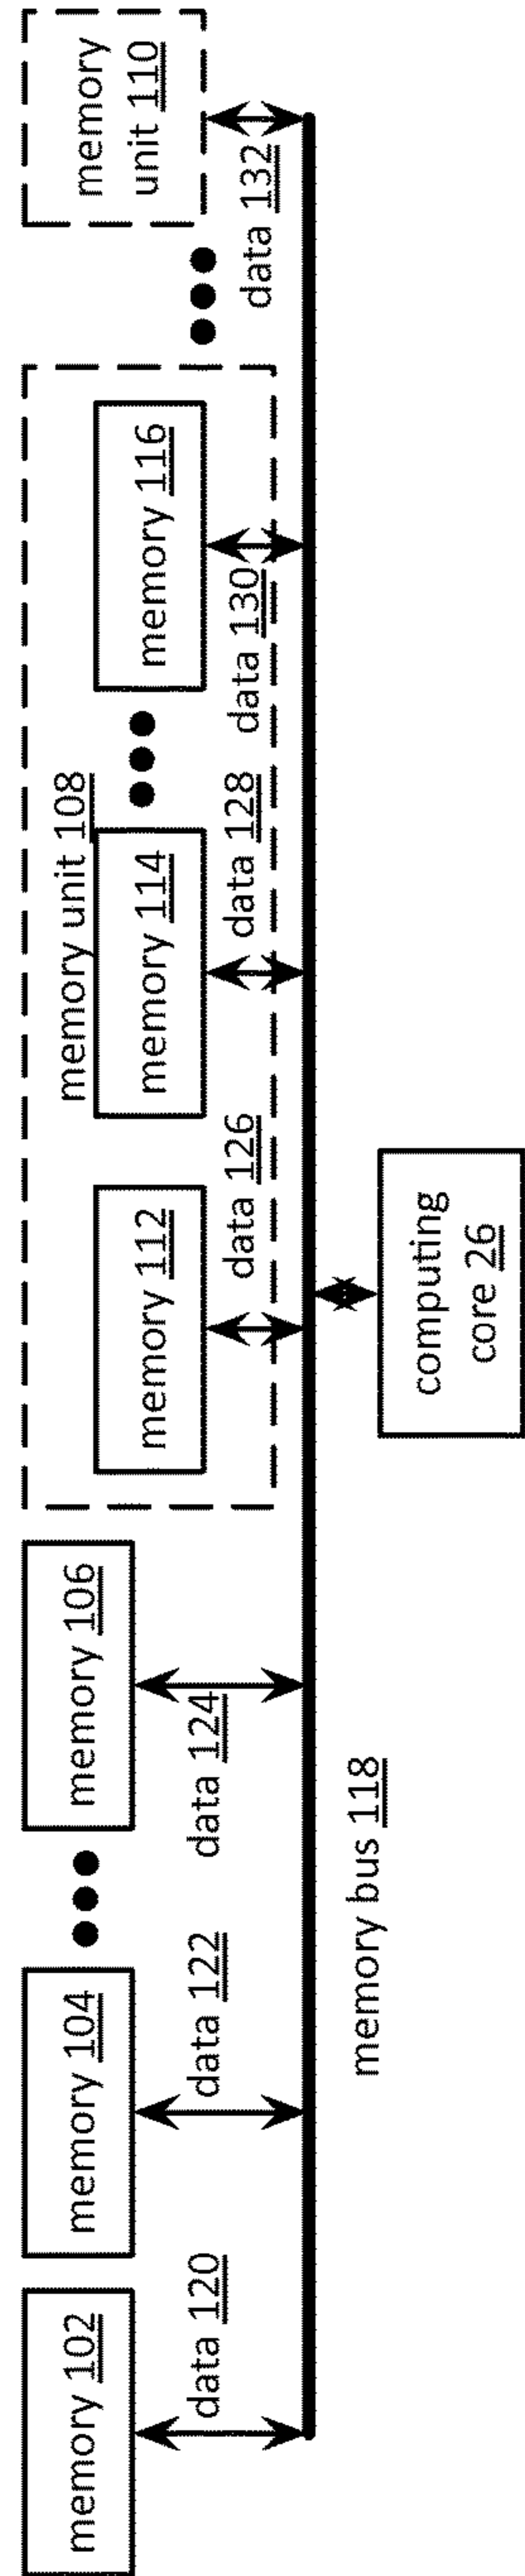 memory 102
memory 104
memory 106
memory unit 108
memory 112
memory 114
memory 116
memory
unit 110
data 120
data 122
data 124
data 126
data 128
data 130
data 132
memory bus 118
computing
core 26